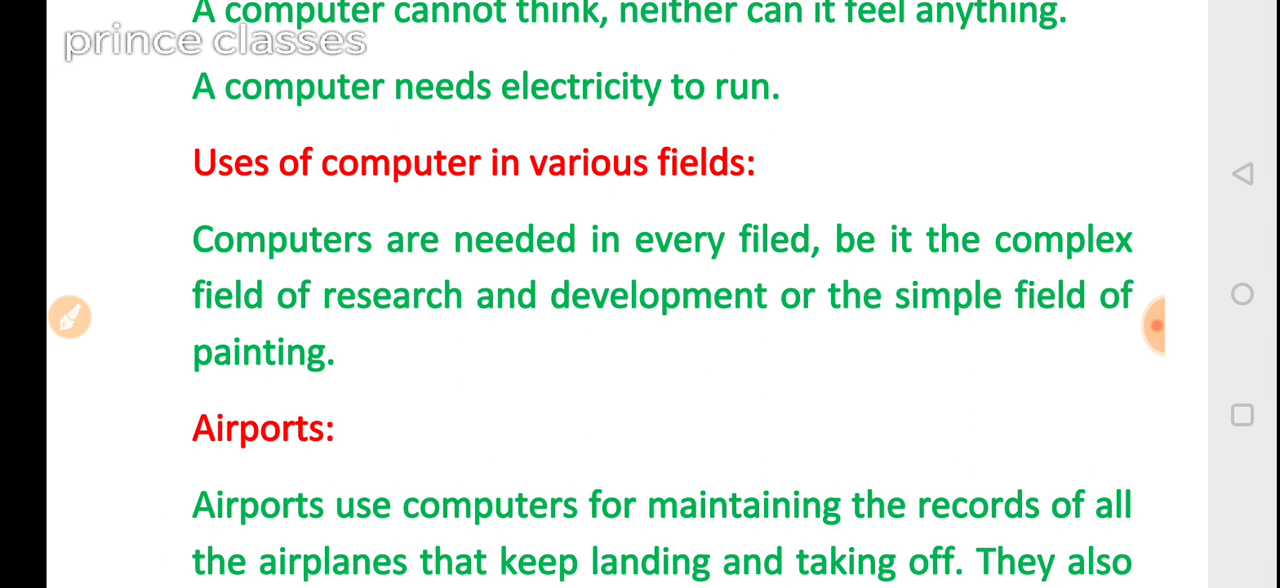 A computer cannot think, neither can it feel anything.
prince classes
A computer needs electricity to run.
Uses of computer in various fields:
Computers are needed in every filed, be it the complex
field of research and development or the simple field of
painting.
Airports:
Airports use computers for maintaining the records of all
the airplanes that keep landing and taking off. They also